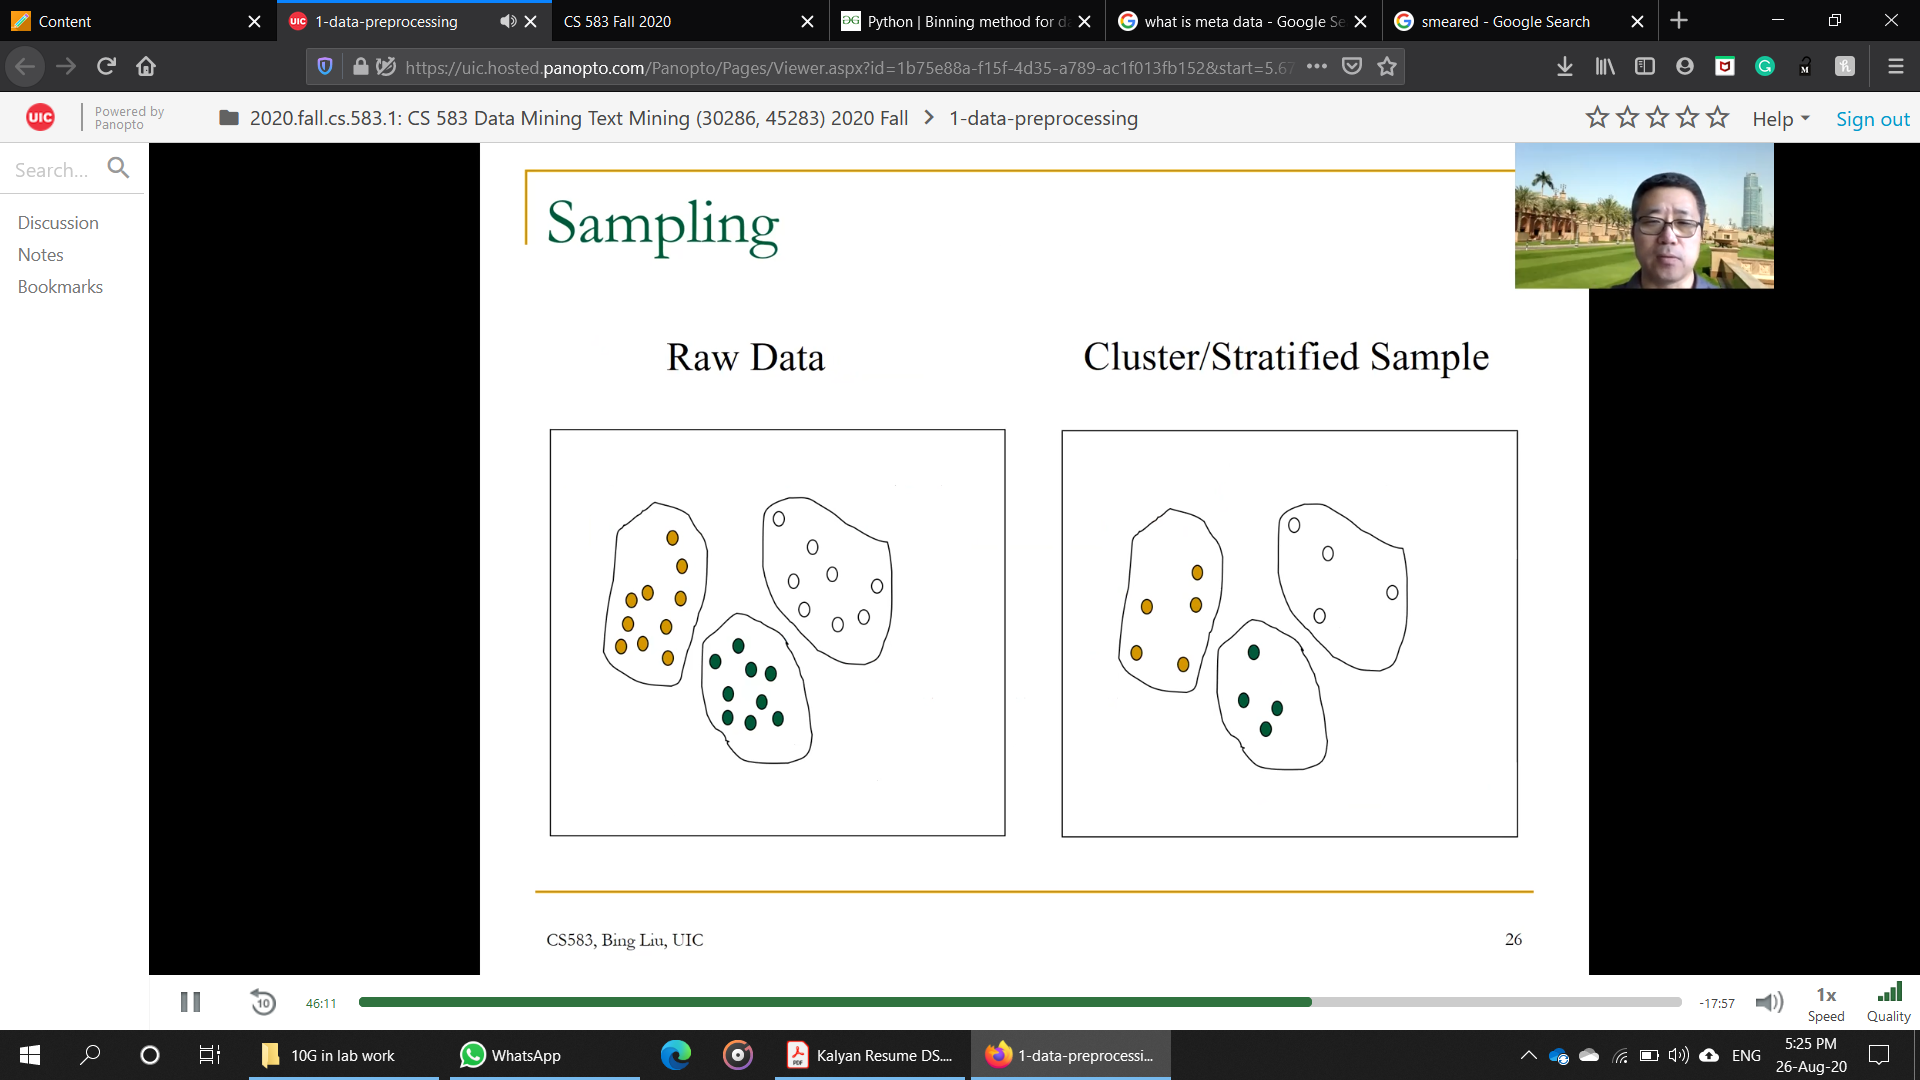 Content
UIC 1-data-preprocessing
CS 583 Fall 2020
Python | Binning method for d
what is meta data - Google Se
smeared - Google Search
https://uic.hosted.panopto.com/Panopto/Pages/Viewer.aspx?id=1b75e88a-f15f-4d35-a789-ac1f013fb152&start=5.67
UIC
Powered by
Panopto
2020.fall.cs.583.1: CS 583 Data Mining Text Mining (30286, 45283) 2020 Fall > 1-data-preprocessing
Help
Sign out
Search...
Discussion
Notes
Bookmarks
Sampling
Raw Data
Cluster/Stratified Sample
CS583, Bing Liu, UIC
26
10
46:11
-17:57
1x
Speed
Quality
10G in lab work
WhatsApp
Kalyan Resume DS....
1-data-preprocessi...
ENG
5:25 PM
26-Aug-20